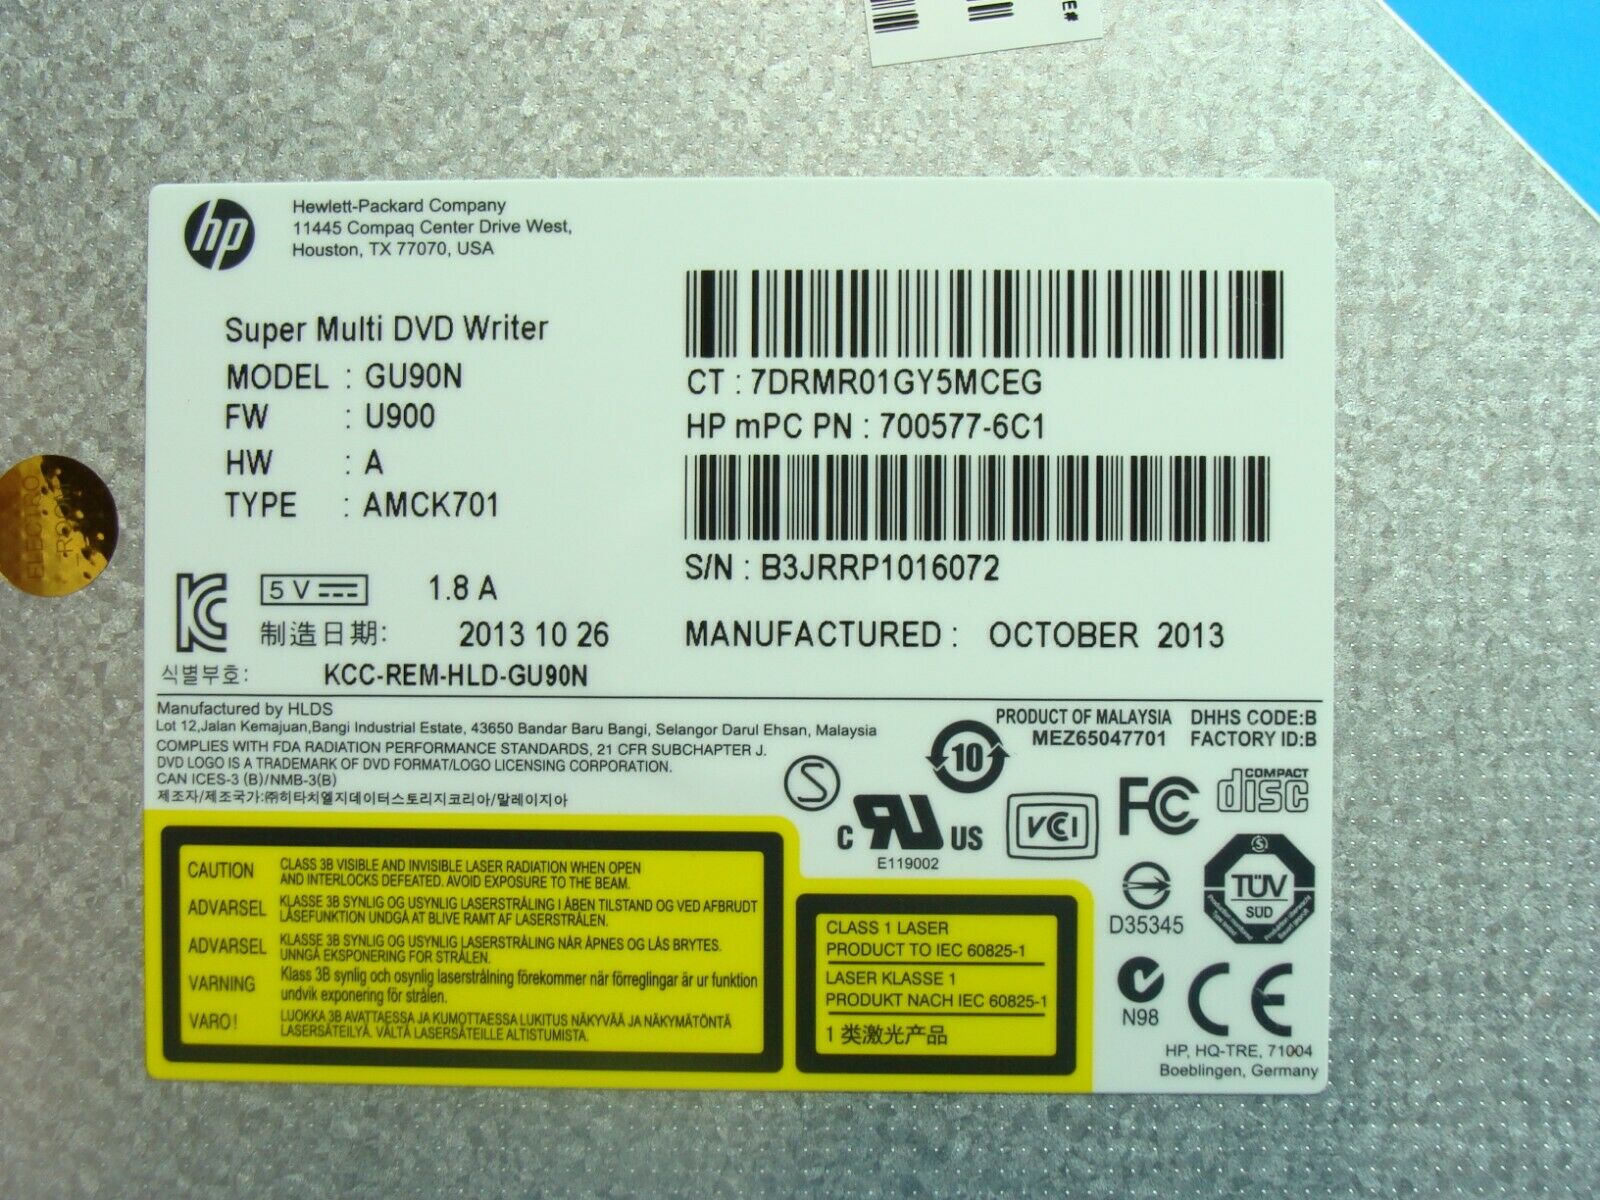 E#
hp
Hewlett-Packard Company
11445 Compaq Center Drive West,
Houston, TX 77070, USA
Super Multi DVD Writer
MODEL : GU90N
FW : U900
HW : A
TYPE : AMCK701
CT : 7DRMR01GY5MCEG
HP mPC PN : 700577-6C1
S/N : B3JRRP1016072
5 V 1.8 A
制造日期: 2013 10 26
MANUFACTURED : OCTOBER 2013
식별부호: KCC-REM-HLD-GU90N
ELECTRO
ROOM
Manufactured by HLDS
Lot 12,Jalan Kemajuan,Bangi Industrial Estate, 43650 Bandar Baru Bangi, Selangor Darul Ehsan, Malaysia
COMPLIES WITH FDA RADIATION PERFORMANCE STANDARDS, 21 CFR SUBCHAPTER J.
DVD LOGO IS A TRADEMARK OF DVD FORMAT/LOGO LICENSING CORPORATION.
CAN ICES-3 (B)/NMB-3(B)
제조자/제조국가:㈜히타치엘지데이터스토리지코리아/말레이지아
PRODUCT OF MALAYSIA DHHS CODE:B
MEZ65047701 FACTORY ID:B
10
S
C RU US
E119002
VCCI
FC
COMPACT
disc
D35345
TÜV
SÜD
N98
CE
HP, HQ-TRE, 71004
Boeblingen, Germany
CAUTION CLASS 3B VISIBLE AND INVISIBLE LASER RADIATION WHEN OPEN
AND INTERLOCKS DEFEATED. AVOID EXPOSURE TO THE BEAM.
ADVARSEL KLASSE 3B SYNLIG OG USYNLIG LASERSTRÅLING I ÅBEN TILSTAND OG VED AFBRUDT
LÅSEFUNKTION UNDGÅ AT BLIVE RAMT AF LASERSTRÅLEN.
ADVARSEL KLASSE 3B SYNLIG OG USYNLIG LASERSTRÅLING NÅR ÅPNES OG LÅS BRYTES.
UNNGÅ EKSPONERING FOR STRÅLEN.
VARNING Klass 3B synlig och osynlig laserstrålning förekommer när förreglingar är ur funktion
undvik exponering för strålen.
VARO! LUOKKA 3B AVATTAESSA JA KUMOTTAESSA LUKITUS NÄKYVÄÄ JA NÄKYMÄTÖNTÄ
LASERSÄTEILYÄ. VÄLTÄ LASERSÄTEILLE ALTISTUMISTA.
CLASS 1 LASER
PRODUCT TO IEC 60825-1
LASER KLASSE 1
PRODUKT NACH IEC 60825-1
1 类激光产品